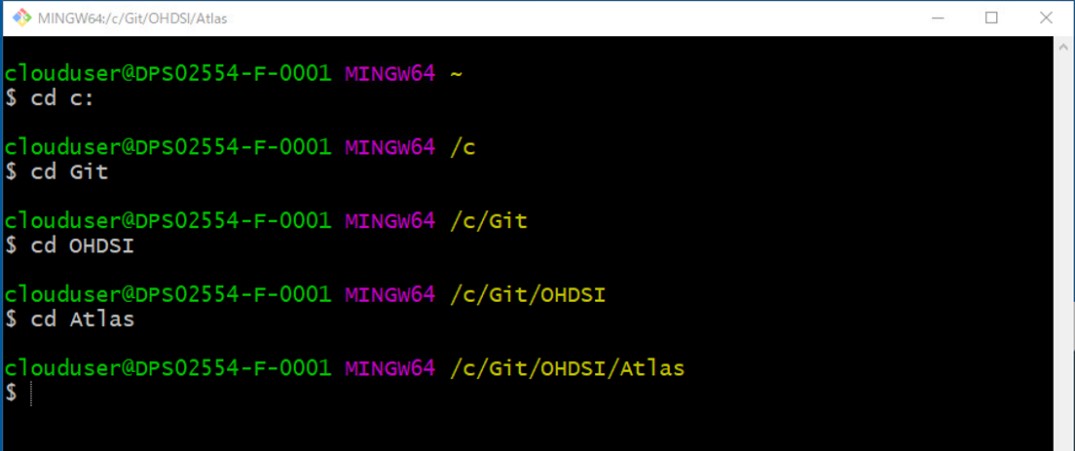 MINGW64:/c/Git/OHDSI/Atlas
clouduser@DPS02554-F-0001 MINGW64 ~
$ cd c:
clouduser@DPS02554-F-0001 MINGW64 /c
$ cd Git
clouduser@DPS02554-F-0001 MINGW64 /c/Git
$ cd OHDSI
clouduser@DPS02554-F-0001 MINGW64 /c/Git/OHDSI
$ cd Atlas
clouduser@DPS02554-F-0001 MINGW64 /c/Git/OHDSI/Atlas
$